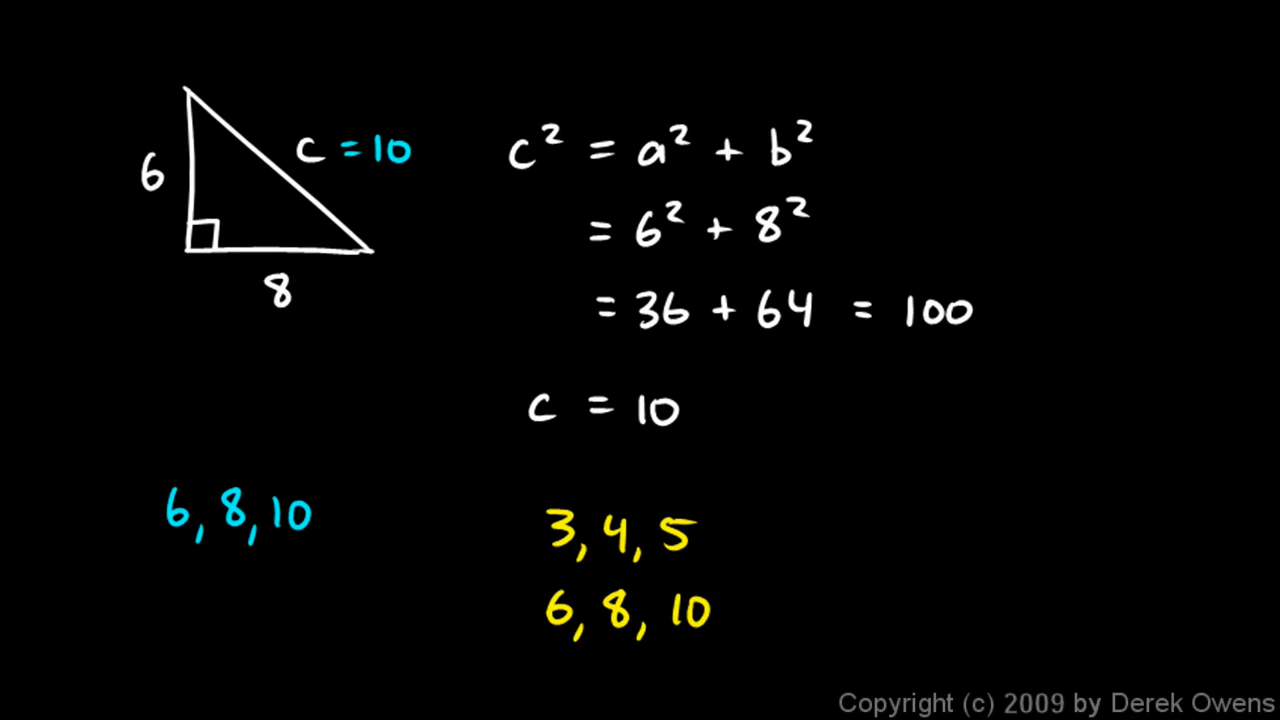 6
c = 10
8
c² = a² + b²
= 6² + 8²
= 36 + 64 = 100
c = 10
6, 8, 10
3, 4, 5
6, 8, 10
Copyright (c) 2009 by Derek Owens